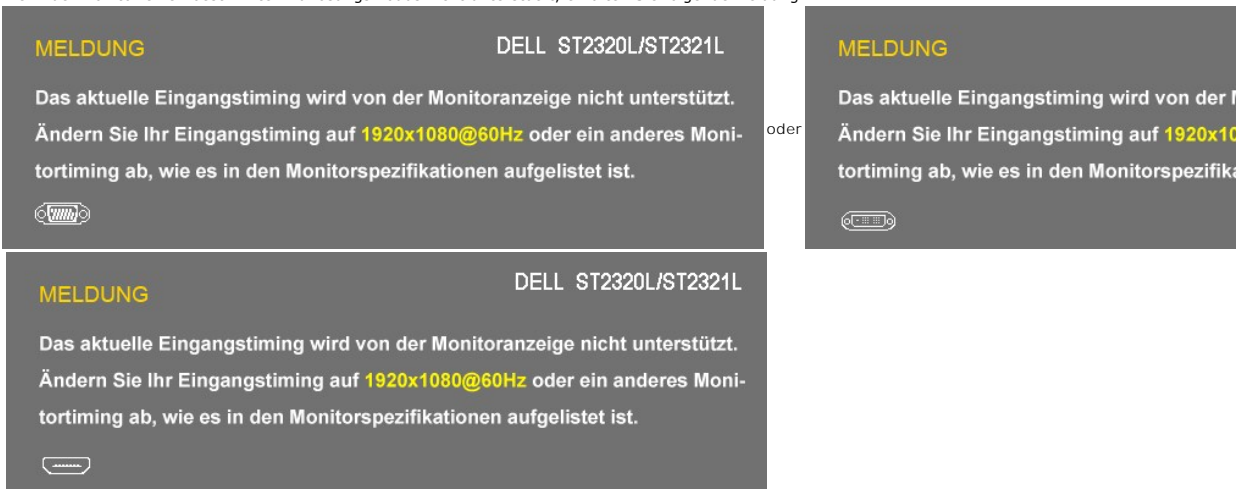 MELDUNG DELL ST2320L/ST2321L
Das aktuelle Eingangstiming wird von der Monitoranzeige nicht unterstützt.
Ändern Sie Ihr Eingangstiming auf 1920x1080@60Hz oder ein anderes Moni-
tortiming ab, wie es in den Monitorspezifikationen aufgelistet ist.
oder
MELDUNG
Das aktuelle Eingangstiming wird von der
Ändern Sie Ihr Eingangstiming auf
tortiming ab, wie es in den
MELDUNG DELL ST2320L/ST2321L
Das aktuelle Eingangstiming wird von der Monitoranzeige nicht unterstützt.
Ändern Sie Ihr Eingangstiming auf 1920x1080@60Hz oder ein anderes Moni-
tortiming ab, wie es in den Monitorspezifikationen aufgelistet ist.